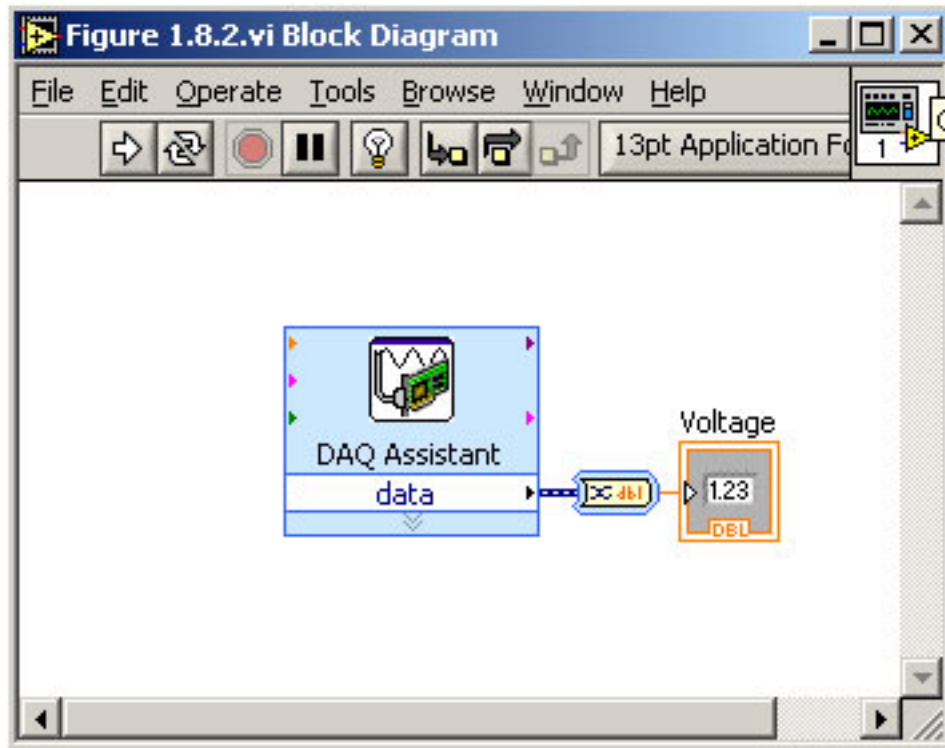 Figure 1.8.2.vi Block Diagram
File Edit Operate Tools Browse Window Help
13pt Application Fo
1
DAQ Assistant
data
dbl
Voltage
1.23
DBL